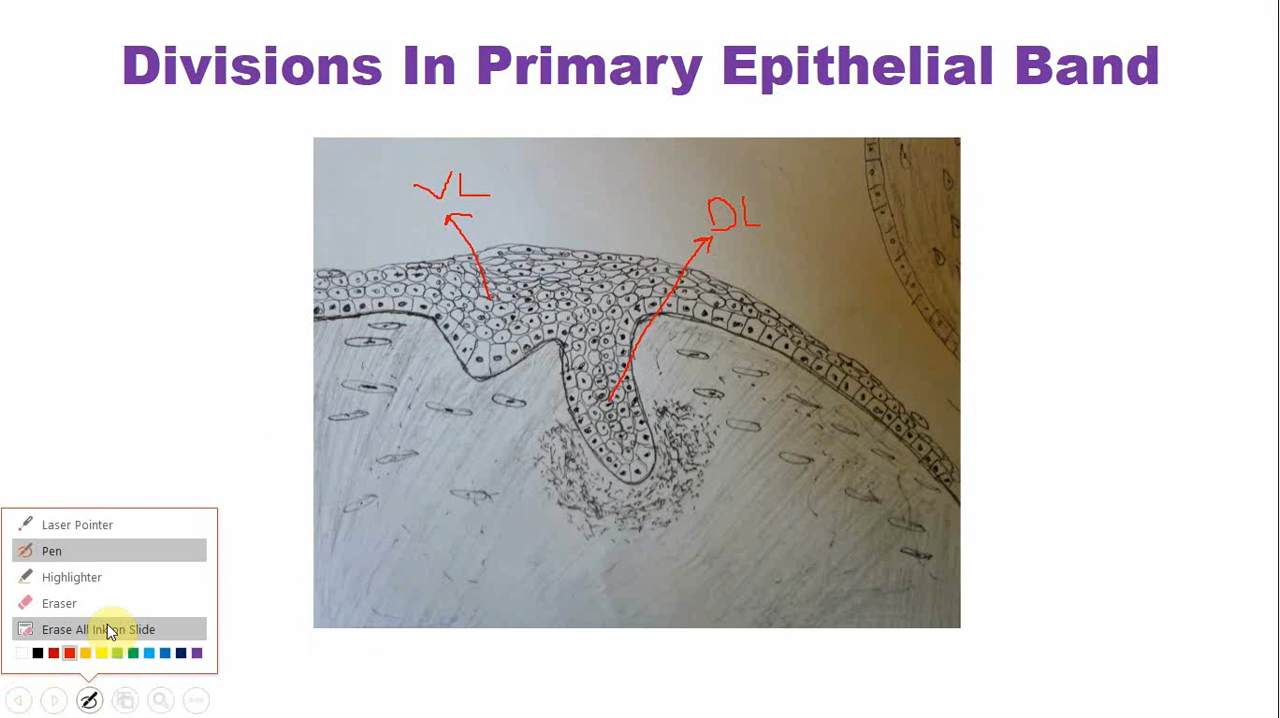 Divisions In Primary Epithelial Band
VL
DL
Laser Pointer
Pen
Highlighter
Eraser
Erase All Ink on Slide